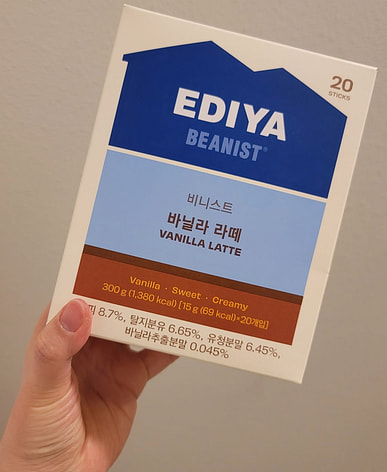 20
STICKS
EDIYA
BEANIST®
비니스트
바닐라 라떼
VANILLA LATTE
Vanilla · Sweet · Creamy
300 g (1,380 kcal) [15 g (69 kcal)*20개입]
8.7%, 탈지분유 6.65%, 유청분말 6.45%,
바닐라추출분말 0.045%